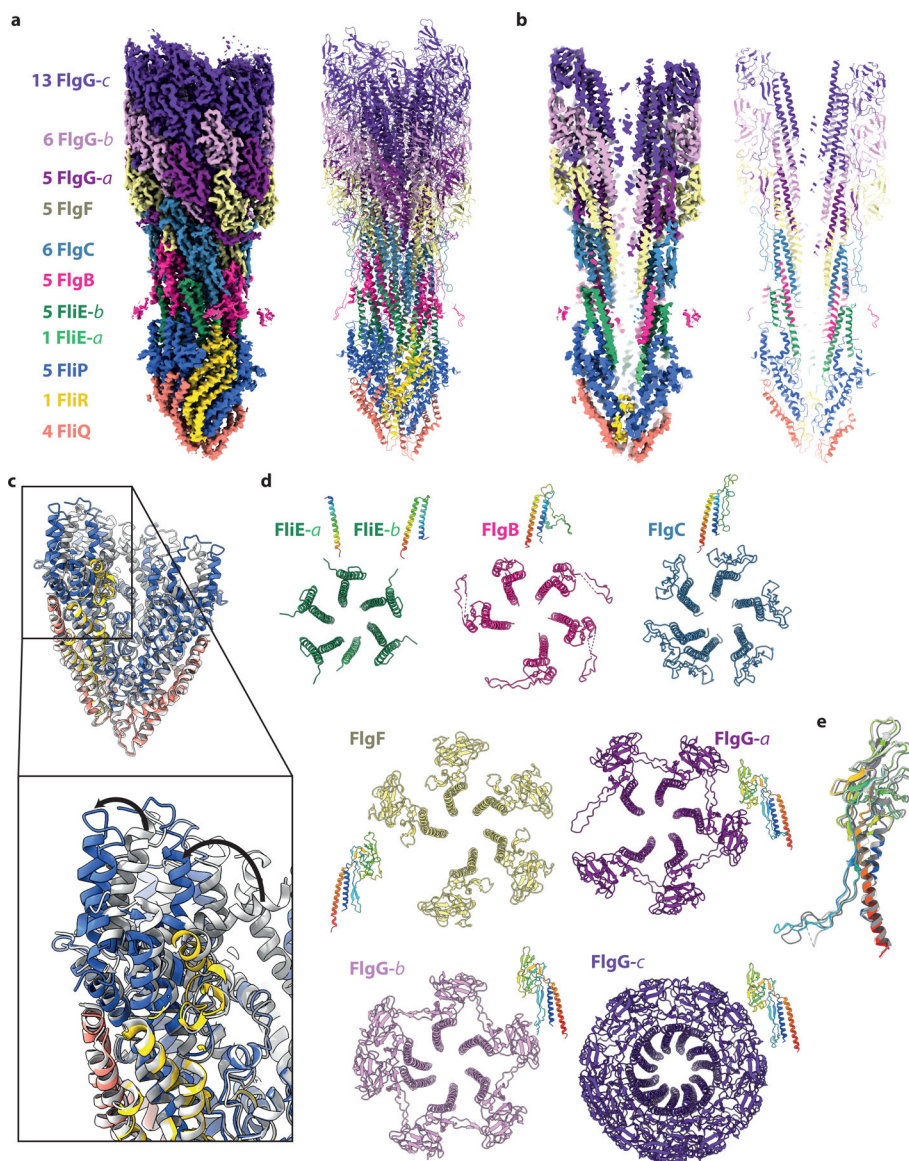 a
b
13 FlgG-c
6 FlgG-b
5 FlgG-a
5 FlgF
6 FlgC
5 FlgB
5 FliE-b
1 FliE-a
5 FliP
1 FliR
4 FliQ
c
d
FliE-a
FliE-b
FlgB
FlgC
FlgF
FlgG-a
e
FlgG-b
FlgG-c